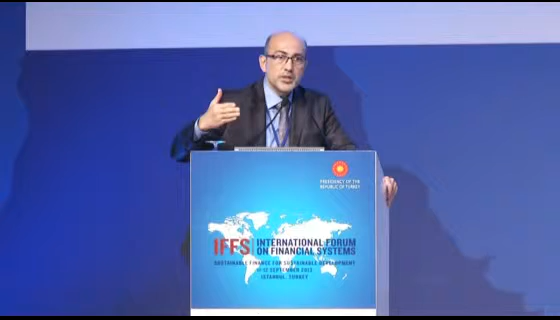 PRESIDENCY OF THE
REPUBLIC OF TURKEY
IFFS
INTERNATIONAL FORUM
ON FINANCIAL SYSTEMS
SUSTAINABLE FINANCE FOR SUSTAINABLE DEVELOPMENT
SEPTEMBER
ISTANBUL, TURKEY